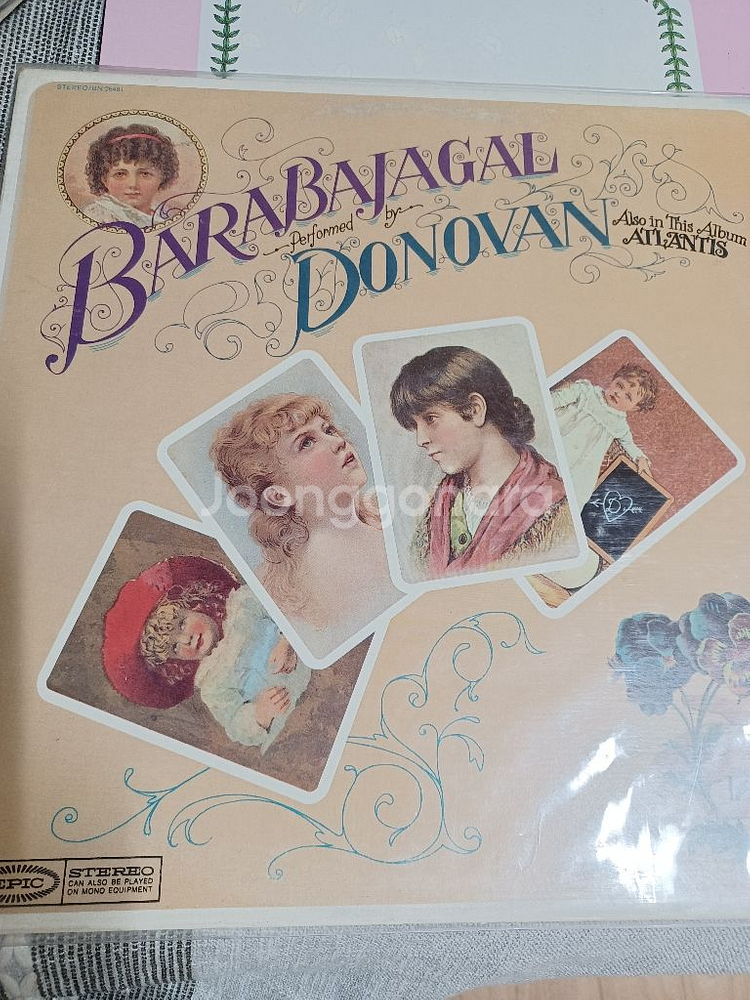 STEREO/BN 26481
BARABAJAGAL
Performed by
DONOVAN
Also in This Album
ATLANTIS
Joonggonara
EPIC
STEREO
CAN ALSO BE PLAYED
ON MONO EQUIPMENT